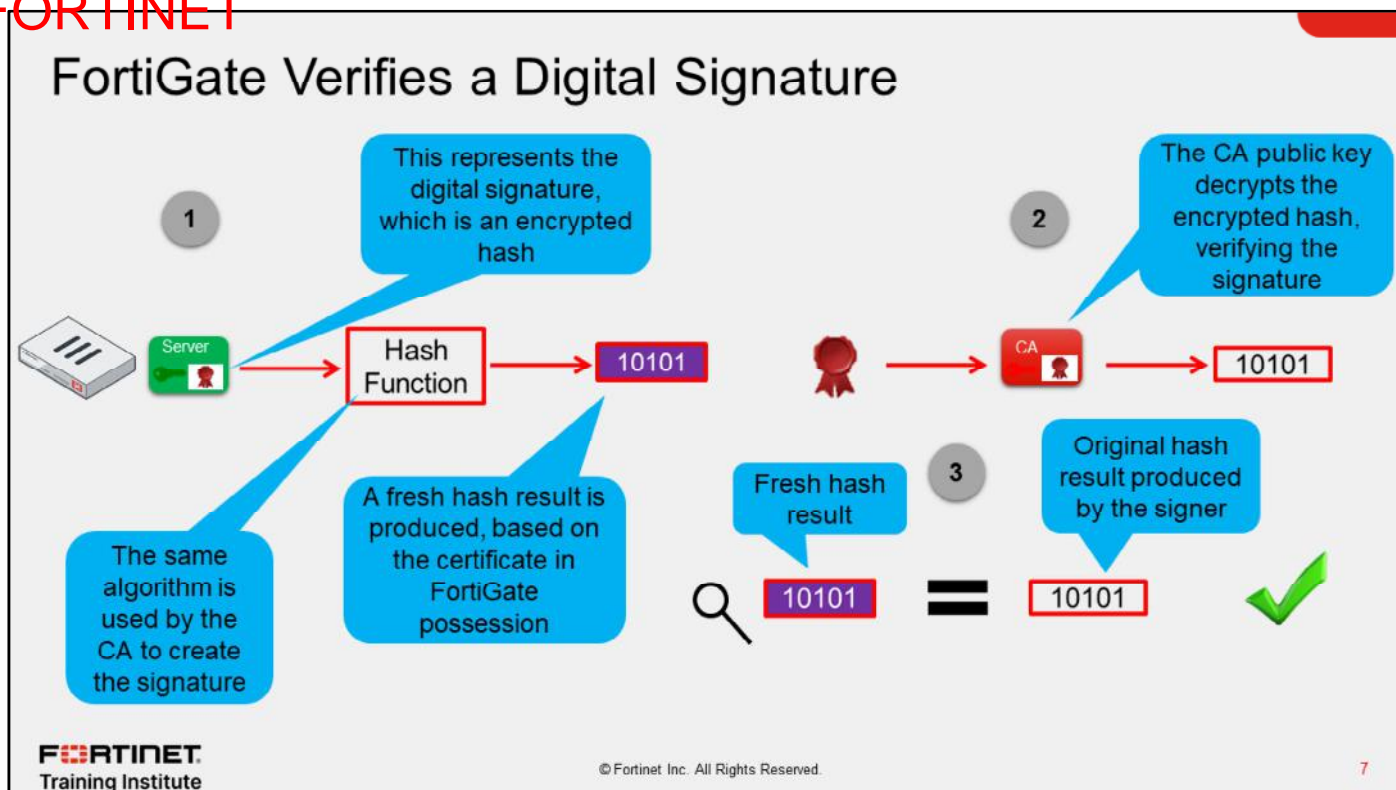 FORTINET
FortiGate Verifies a Digital Signature
1
This represents the
digital signature,
which is an encrypted
hash
2
The CA public key
decrypts the
encrypted hash,
verifying the
signature
Server
Hash
Function
10101
CA
10101
The same
algorithm is
used by the
CA to create
the signature
A fresh hash result is
produced, based on
the certificate in
FortiGate
possession
Fresh hash
result
3
Original hash
result produced
by the signer
10101
=
10101
FORTINET
Training Institute
© Fortinet Inc. All Rights Reserved.
7